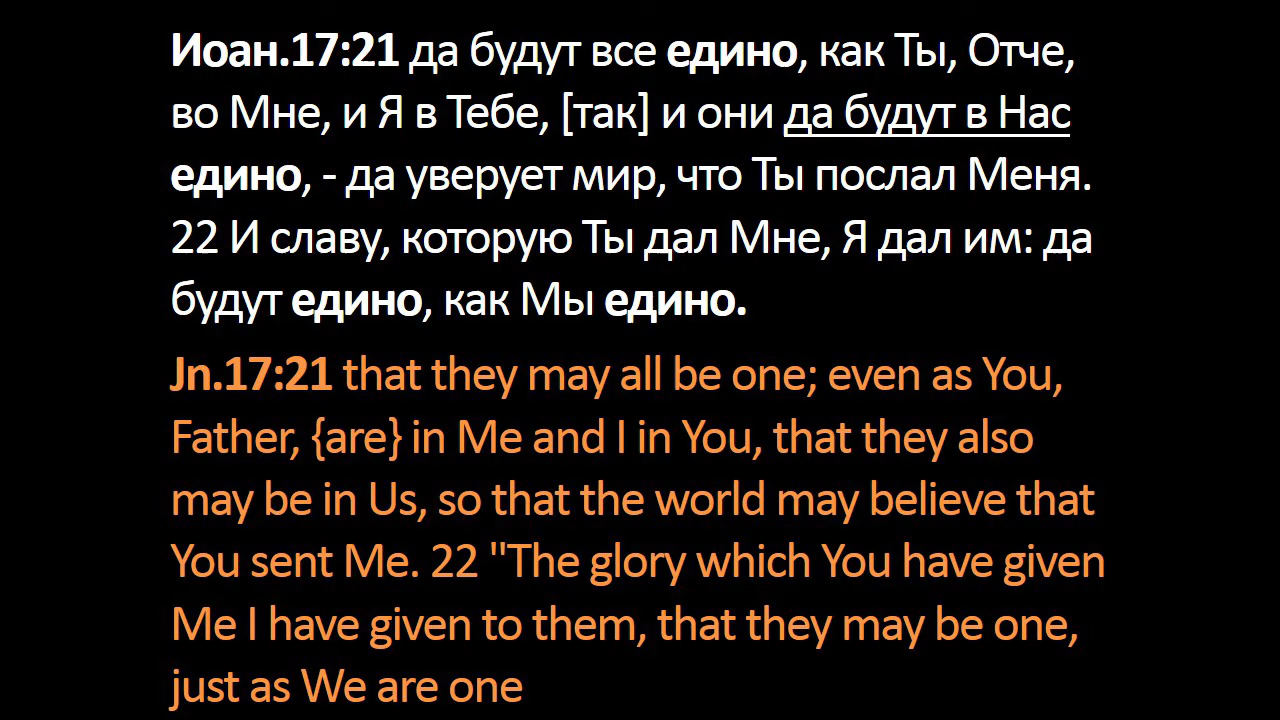 Иоан.17:21 да будут все едино, как Ты, Отче,
во Мне, и Я в Тебе, [так] и они да будут в Нас
едино, - да уверует мир, что Ты послал Меня.
22 И славу, которую Ты дал Мне, Я дал им: да
будут едино, как Мы едино.
Jn.17:21 that they may all be one; even as You,
Father, {are} in Me and I in You, that they also
may be in Us, so that the world may believe that
You sent Me. 22 "The glory which You have given
Me I have given to them, that they may be one,
just as We are one